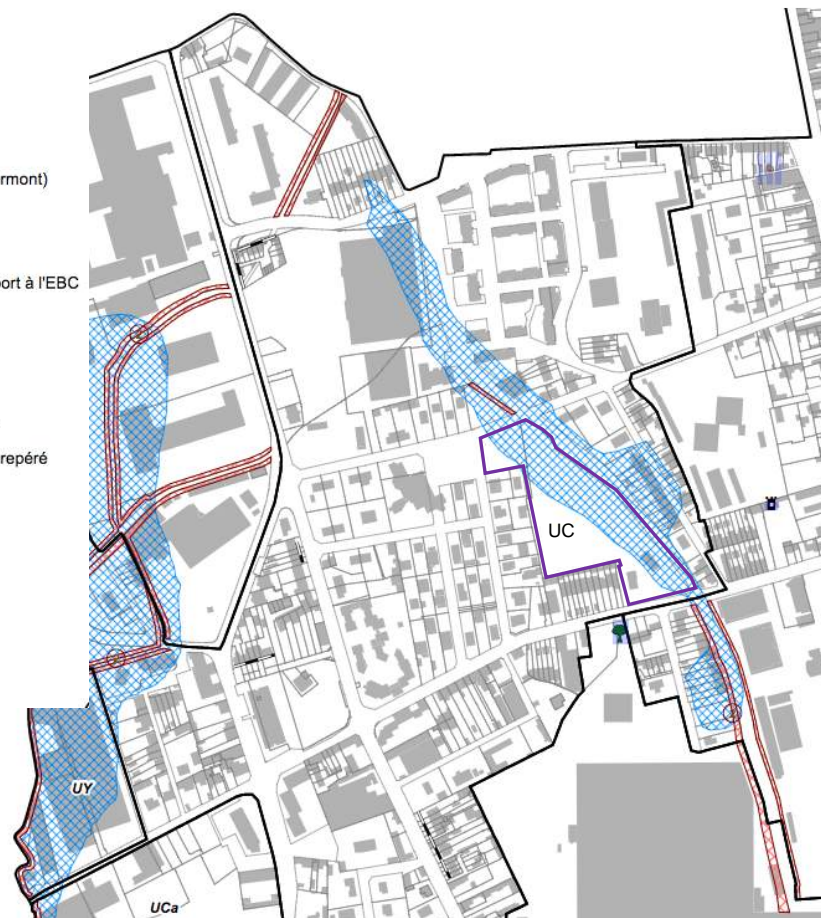 rmont)
port à l'EBC
repéré
UC
UY
UCa